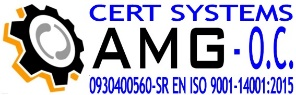 CERT SYSTEMS
AMG - O.C.
0930400560-SR EN ISO 9001-14001:2015